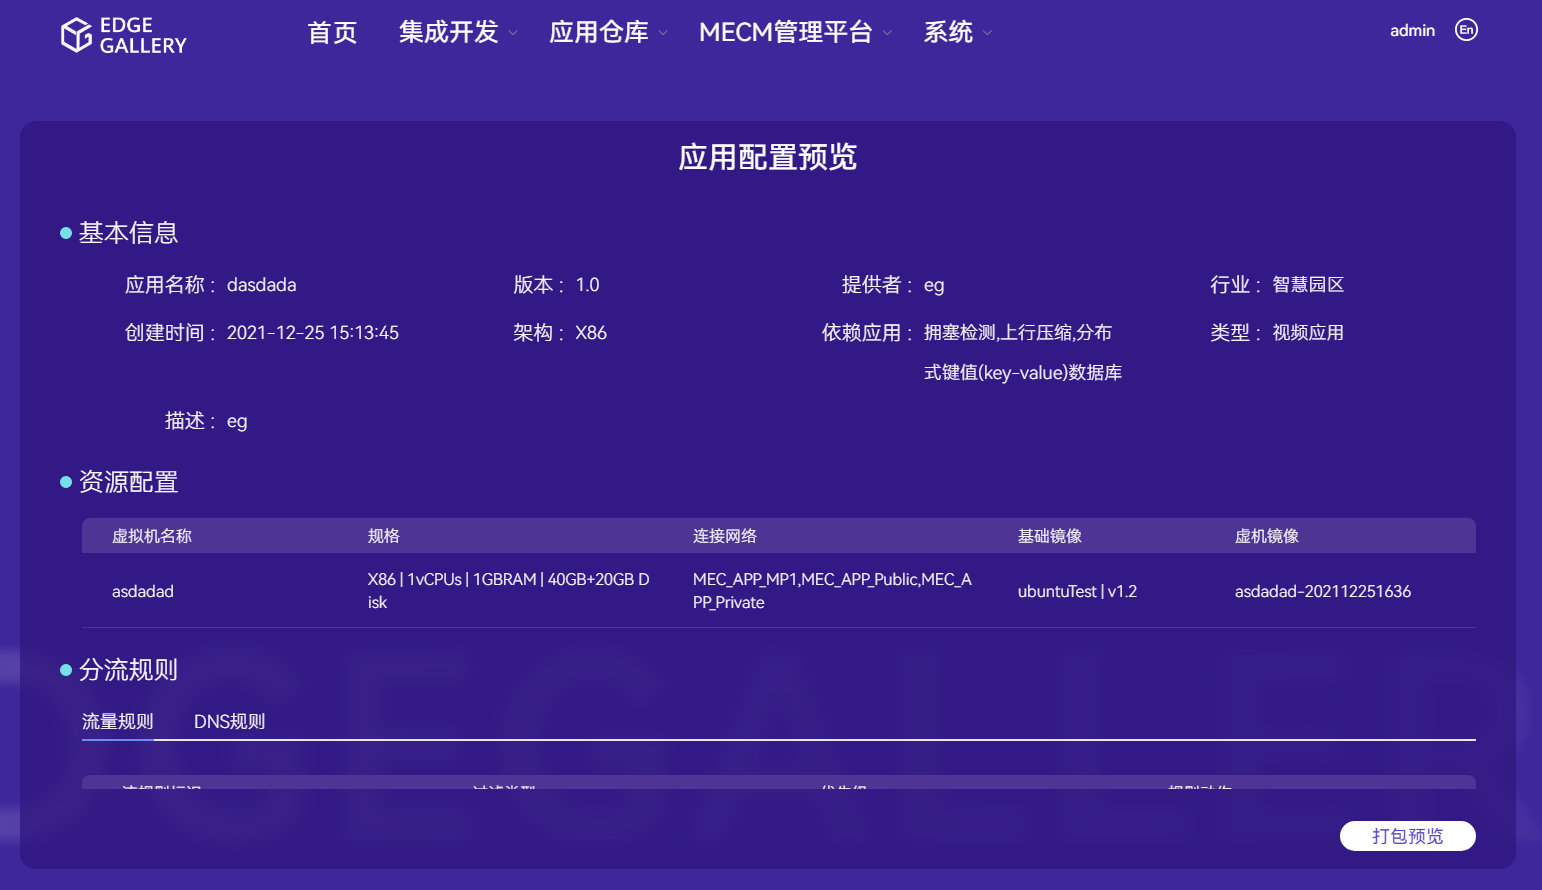 EDGE
GALLERY
首页 集成开发 应用仓库 MECM管理平台 系统
admin En
应用配置预览
基本信息
应用名称 : dasdada 版本 : 1.0 提供者 : eg 行业 : 智慧园区
创建时间 : 2021-12-25 15:13:45 架构 : X86 依赖应用 : 拥塞检测,上行压缩,分布 类型 : 视频应用
式键值(key-value)数据库
描述 : eg
资源配置
虚拟机名称 规格 连接网络 基础镜像 虚机镜像
asdadad X86 | 1vCPUs | 1GBRAM | 40GB+20GB D MEC_APP_MP1,MEC_APP_Public,MEC_A ubuntuTest | v1.2 asdadad-202112251636
isk PP_Private
分流规则
流量规则 DNS规则
打包预览